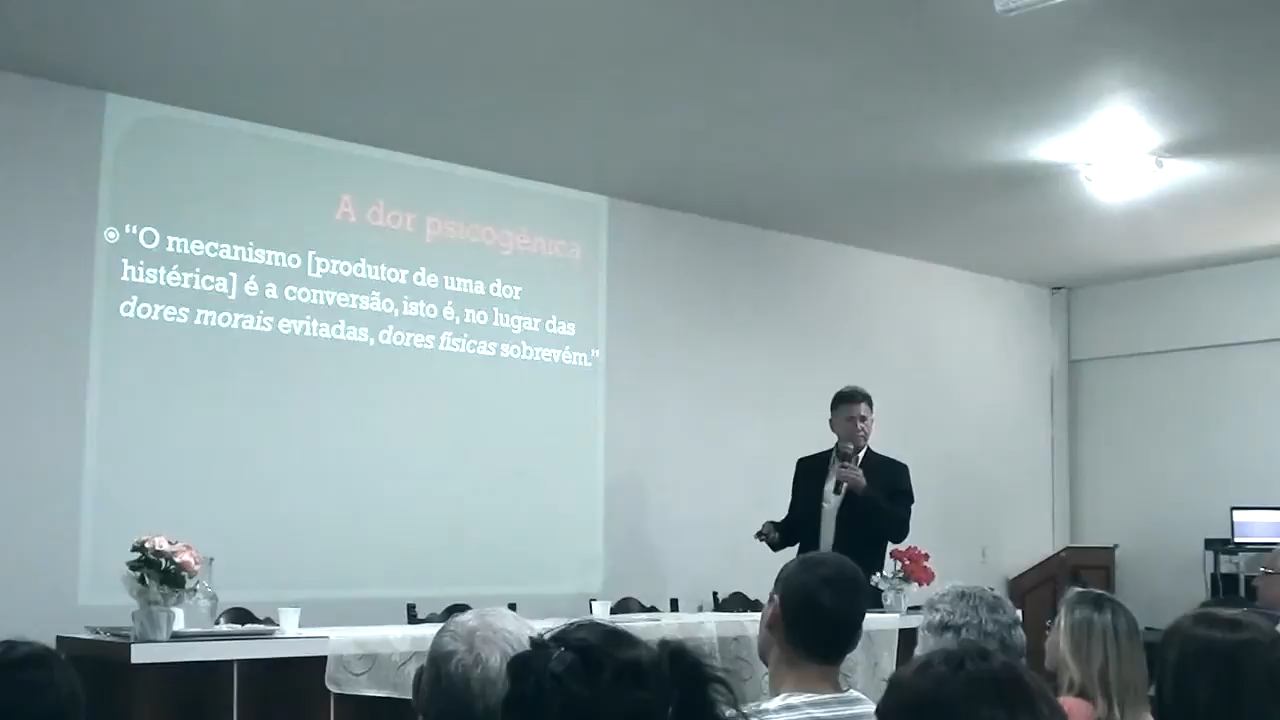 A dor psicogênica
“O mecanismo [produtor de uma dor
histérica] é a conversão, isto é, no lugar das
dores morais evitadas, dores físicas sobrevém.”